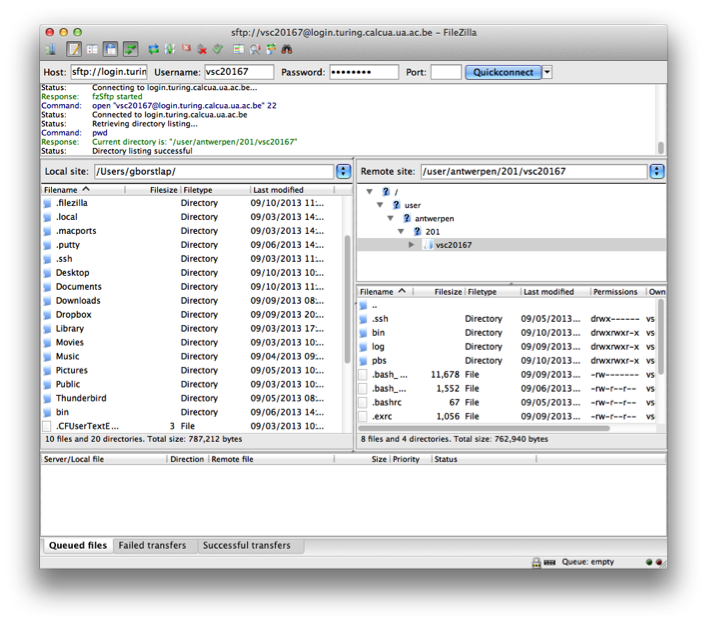 sftp://vsc20167@login.turing.calcua.ua.ac.be - FileZilla
Host: sftp://login.turin Username: vsc20167 Password: •••••••• Port: Quickconnect
Status: Connecting to login.turing.calcua.ua.ac.be...
Response: fzSftp started
Command: open "vsc20167@login.turing.calcua.ua.ac.be" 22
Status: Connected to login.turing.calcua.ua.ac.be
Status: Retrieving directory listing...
Command: pwd
Response: Current directory is: "/user/antwerpen/201/vsc20167"
Status: Directory listing successful
Local site: /Users/gborstlap/
Filename Filesize Filetype Last modified
.filezilla Directory 09/10/2013 11:...
.local Directory 09/03/2013 14:...
.macports Directory 09/03/2013 14:...
.putty Directory 09/06/2013 14:...
.ssh Directory 09/03/2013 11:...
Desktop Directory 09/10/2013 10:...
Documents Directory 09/10/2013 11:...
Downloads Directory 09/09/2013 08:...
Dropbox Directory 09/09/2013 20:...
Library Directory 09/03/2013 17:...
Movies Directory 09/03/2013 10:...
Music Directory 09/04/2013 09:...
Pictures Directory 09/05/2013 10:...
Public Directory 09/03/2013 10:...
Thunderbird Directory 09/05/2013 08:...
bin Directory 09/06/2013 14:...
.CFUserTextE... 3 File 09/03/2013 10:...
10 files and 20 directories. Total size: 787,212 bytes
Remote site: /user/antwerpen/201/vsc20167
/
user
antwerpen
201
vsc20167
Filename Filesize Filetype Last modified Permissions Own
..
.ssh Directory 09/05/2013... drwx------ vs
bin Directory 09/10/2013... drwxrwxr-x vs
log Directory 09/09/2013... drwxrwxr-x vs
pbs Directory 09/10/2013... drwxrwxr-x vs
.bash_... 11,678 File 09/09/2013... -rw------- vs
.bash_... 1,552 File 09/06/2013... -rw-r--r-- vs
.bashrc 67 File 09/05/2013... -rw-r--r-- vs
.exrc 1,056 File 09/09/2013... -rw-r--r-- vs
8 files and 4 directories. Total size: 762,940 bytes
Server/Local file Direction Remote file Size Priority Status
Queued files Failed transfers Successful transfers
Queue: empty